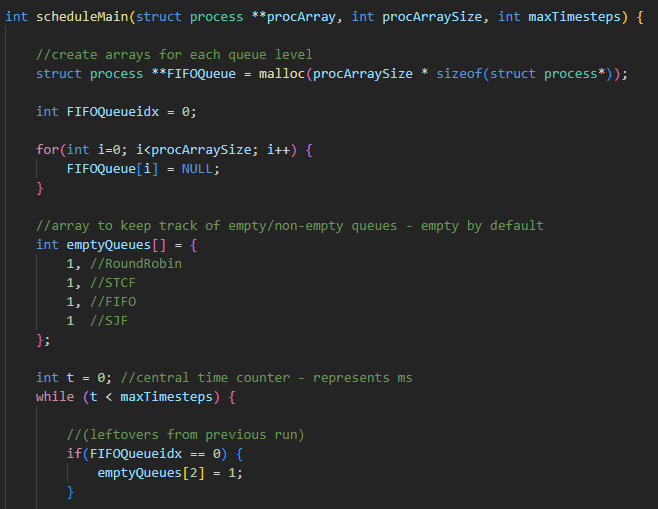 int scheduleMain(struct process **procArray, int procArraySize, int maxTimesteps) {
//create arrays for each queue level
struct process **FIFOQueue = malloc(procArraySize * sizeof(struct process*));
int FIFOQueueidx = 0;
for(int i=0; i<procArraySize; i++) {
FIFOQueue[i] = NULL;
}
//array to keep track of empty/non-empty queues - empty by default
int emptyQueues[] = {
1, //RoundRobin
1, //STCF
1, //FIFO
1 //SJF
};
int t = 0; //central time counter - represents ms
while (t < maxTimesteps) {
//(leftovers from previous run)
if(FIFOQueueidx == 0) {
emptyQueues[2] = 1;
}